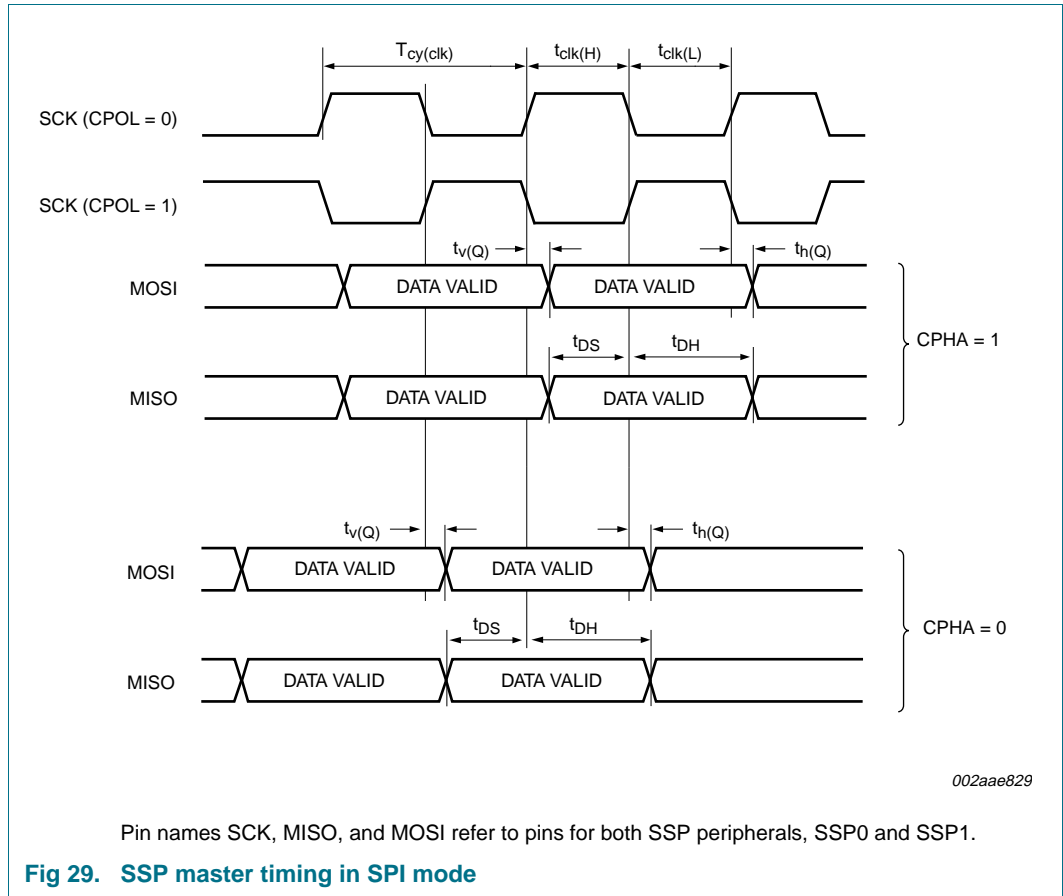 Tcy(clk) tclk(H) tclk(L)
SCK (CPOL = 0)
SCK (CPOL = 1)
tv(Q) th(Q)
MOSI DATA VALID DATA VALID
CPHA = 1
tDS tDH
MISO DATA VALID DATA VALID
tv(Q) th(Q)
MOSI DATA VALID DATA VALID
tDS tDH
CPHA = 0
MISO DATA VALID DATA VALID
002aae829
Pin names SCK, MISO, and MOSI refer to pins for both SSP peripherals, SSP0 and SSP1.
Fig 29. SSP master timing in SPI mode